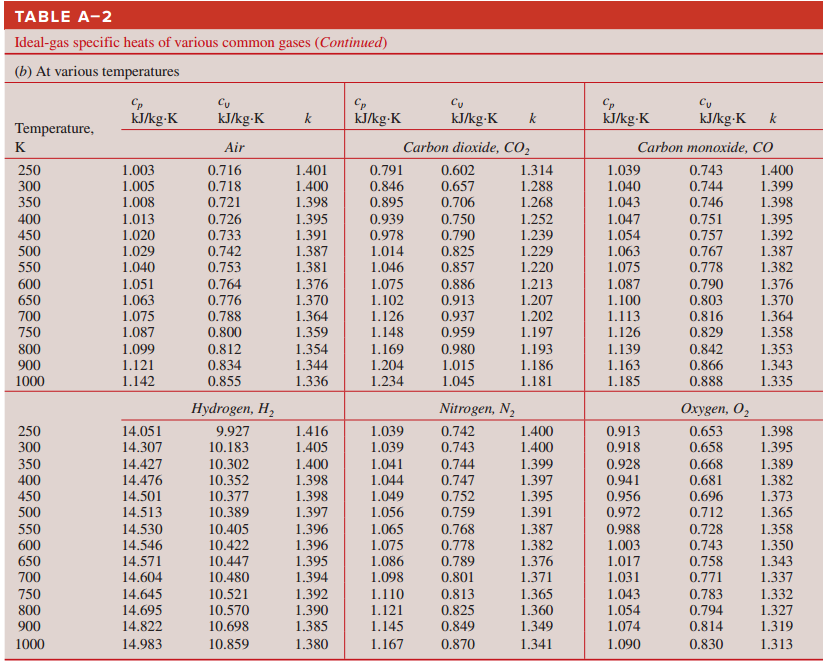 TABLE A–2
Ideal-gas specific heats of various common gases (Continued)
(b) At various temperatures
cp cυ cp cυ cp cυ
kJ/kg·K kJ/kg·K k kJ/kg·K kJ/kg·K k kJ/kg·K kJ/kg·K k
Temperature,
K Air Carbon dioxide, CO2 Carbon monoxide, CO
250 1.003 0.716 1.401 0.791 0.602 1.314 1.039 0.743 1.400
300 1.005 0.718 1.400 0.846 0.657 1.288 1.040 0.744 1.399
350 1.008 0.721 1.398 0.895 0.706 1.268 1.043 0.746 1.398
400 1.013 0.726 1.395 0.939 0.750 1.252 1.047 0.751 1.395
450 1.020 0.733 1.391 0.978 0.790 1.239 1.054 0.757 1.392
500 1.029 0.742 1.387 1.014 0.825 1.229 1.063 0.767 1.387
550 1.040 0.753 1.381 1.046 0.857 1.220 1.075 0.778 1.382
600 1.051 0.764 1.376 1.075 0.886 1.213 1.087 0.790 1.376
650 1.063 0.776 1.370 1.102 0.913 1.207 1.100 0.803 1.370
700 1.075 0.788 1.364 1.126 0.937 1.202 1.113 0.816 1.364
750 1.087 0.800 1.359 1.148 0.959 1.197 1.126 0.829 1.358
800 1.099 0.812 1.354 1.169 0.980 1.193 1.139 0.842 1.353
900 1.121 0.834 1.344 1.204 1.015 1.186 1.163 0.866 1.343
1000 1.142 0.855 1.336 1.234 1.045 1.181 1.185 0.888 1.335
Hydrogen, H2 Nitrogen, N2 Oxygen, O2
250 14.051 9.927 1.416 1.039 0.742 1.400 0.913 0.653 1.398
300 14.307 10.183 1.405 1.039 0.743 1.400 0.918 0.658 1.395
350 14.427 10.302 1.400 1.041 0.744 1.399 0.928 0.668 1.389
400 14.476 10.352 1.398 1.044 0.747 1.397 0.941 0.681 1.382
450 14.501 10.377 1.398 1.049 0.752 1.395 0.956 0.696 1.373
500 14.513 10.389 1.397 1.056 0.759 1.391 0.972 0.712 1.365
550 14.530 10.405 1.396 1.065 0.768 1.387 0.988 0.728 1.358
600 14.546 10.422 1.396 1.075 0.778 1.382 1.003 0.743 1.350
650 14.571 10.447 1.395 1.086 0.789 1.376 1.017 0.758 1.343
700 14.604 10.480 1.394 1.098 0.801 1.371 1.031 0.771 1.337
750 14.645 10.521 1.392 1.110 0.813 1.365 1.043 0.783 1.332
800 14.695 10.570 1.390 1.121 0.825 1.360 1.054 0.794 1.327
900 14.822 10.698 1.385 1.145 0.849 1.349 1.074 0.814 1.319
1000 14.983 10.859 1.380 1.167 0.870 1.341 1.090 0.830 1.313